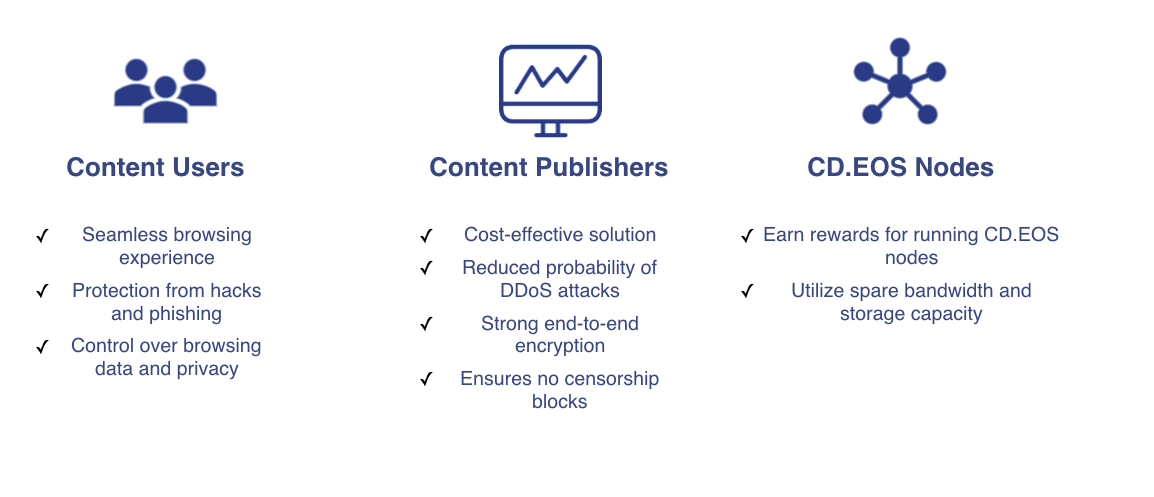 Content Users
✓ Seamless browsing
experience
✓ Protection from hacks
and phishing
✓ Control over browsing
data and privacy
Content Publishers
✓ Cost-effective solution
✓ Reduced probability of
DDoS attacks
✓ Strong end-to-end
encryption
✓ Ensures no censorship
blocks
CD.EOS Nodes
✓ Earn rewards for running CD.EOS
nodes
✓ Utilize spare bandwidth and
storage capacity